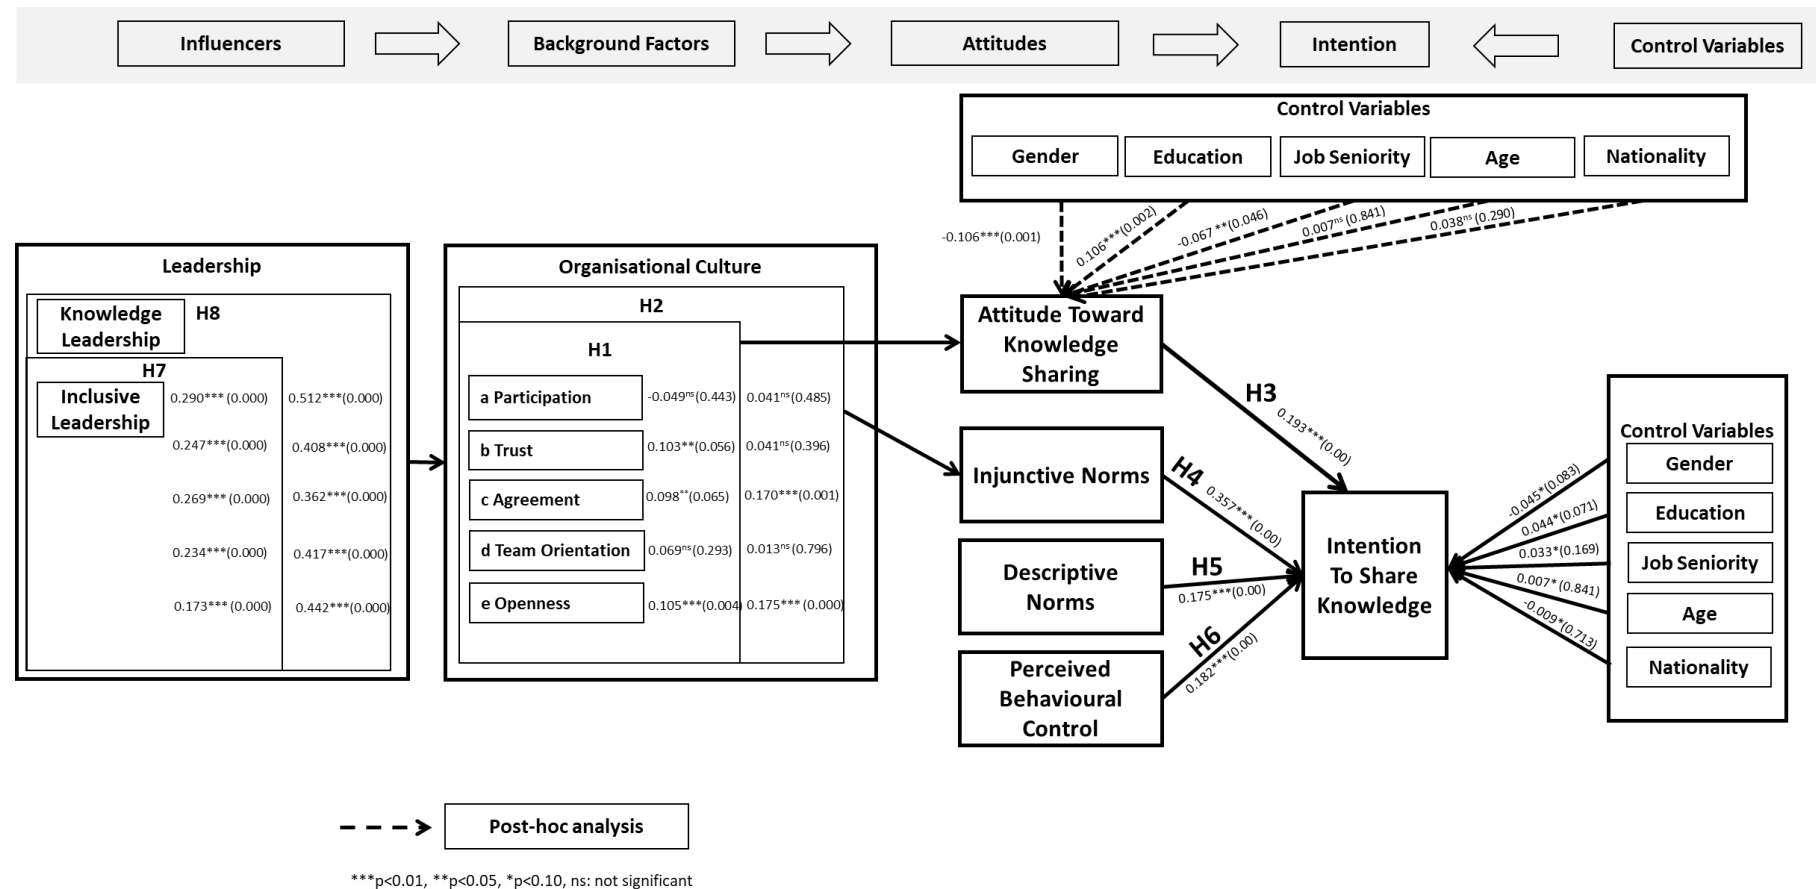 Influencers
Background Factors
Attitudes
Intention
Control Variables
Control Variables
Gender
Education
Job Seniority
Age
Nationality
-0.106***(0.001)
0.106***(0.002)
-0.067 **(0.046)
0.007ns (0.841)
0.038ns (0.290)
Leadership
Knowledge
Leadership
H8
H7
Inclusive
Leadership
0.290*** (0.000)
0.512***(0.000)
0.247***(0.000)
0.408***(0.000)
0.269*** (0.000)
0.362***(0.000)
0.234***(0.000)
0.417***(0.000)
0.173*** (0.000)
0.442***(0.000)
Organisational Culture
H2
H1
a Participation
-0.049ns(0.443)
0.041ns(0.485)
b Trust
0.103**(0.056)
0.041ns(0.396)
c Agreement
0.098**(0.065)
0.170***(0.001)
d Team Orientation
0.069ns(0.293)
0.013ns(0.796)
e Openness
0.105***(0.004)
0.175*** (0.000)
Attitude Toward
Knowledge
Sharing
Injunctive Norms
Descriptive
Norms
Perceived
Behavioural
Control
H3
0.193***(0.00)
H4
0.357***(0.00)
H5
0.175***(0.00)
H6
0.182***(0.00)
Intention
To Share
Knowledge
-0.045*(0.083)
0.044*(0.071)
0.033*(0.169)
0.007* (0.841)
-0.009*(0.713)
Control Variables
Gender
Education
Job Seniority
Age
Nationality
Post-hoc analysis
***p<0.01, **p<0.05, *p<0.10, ns: not significant